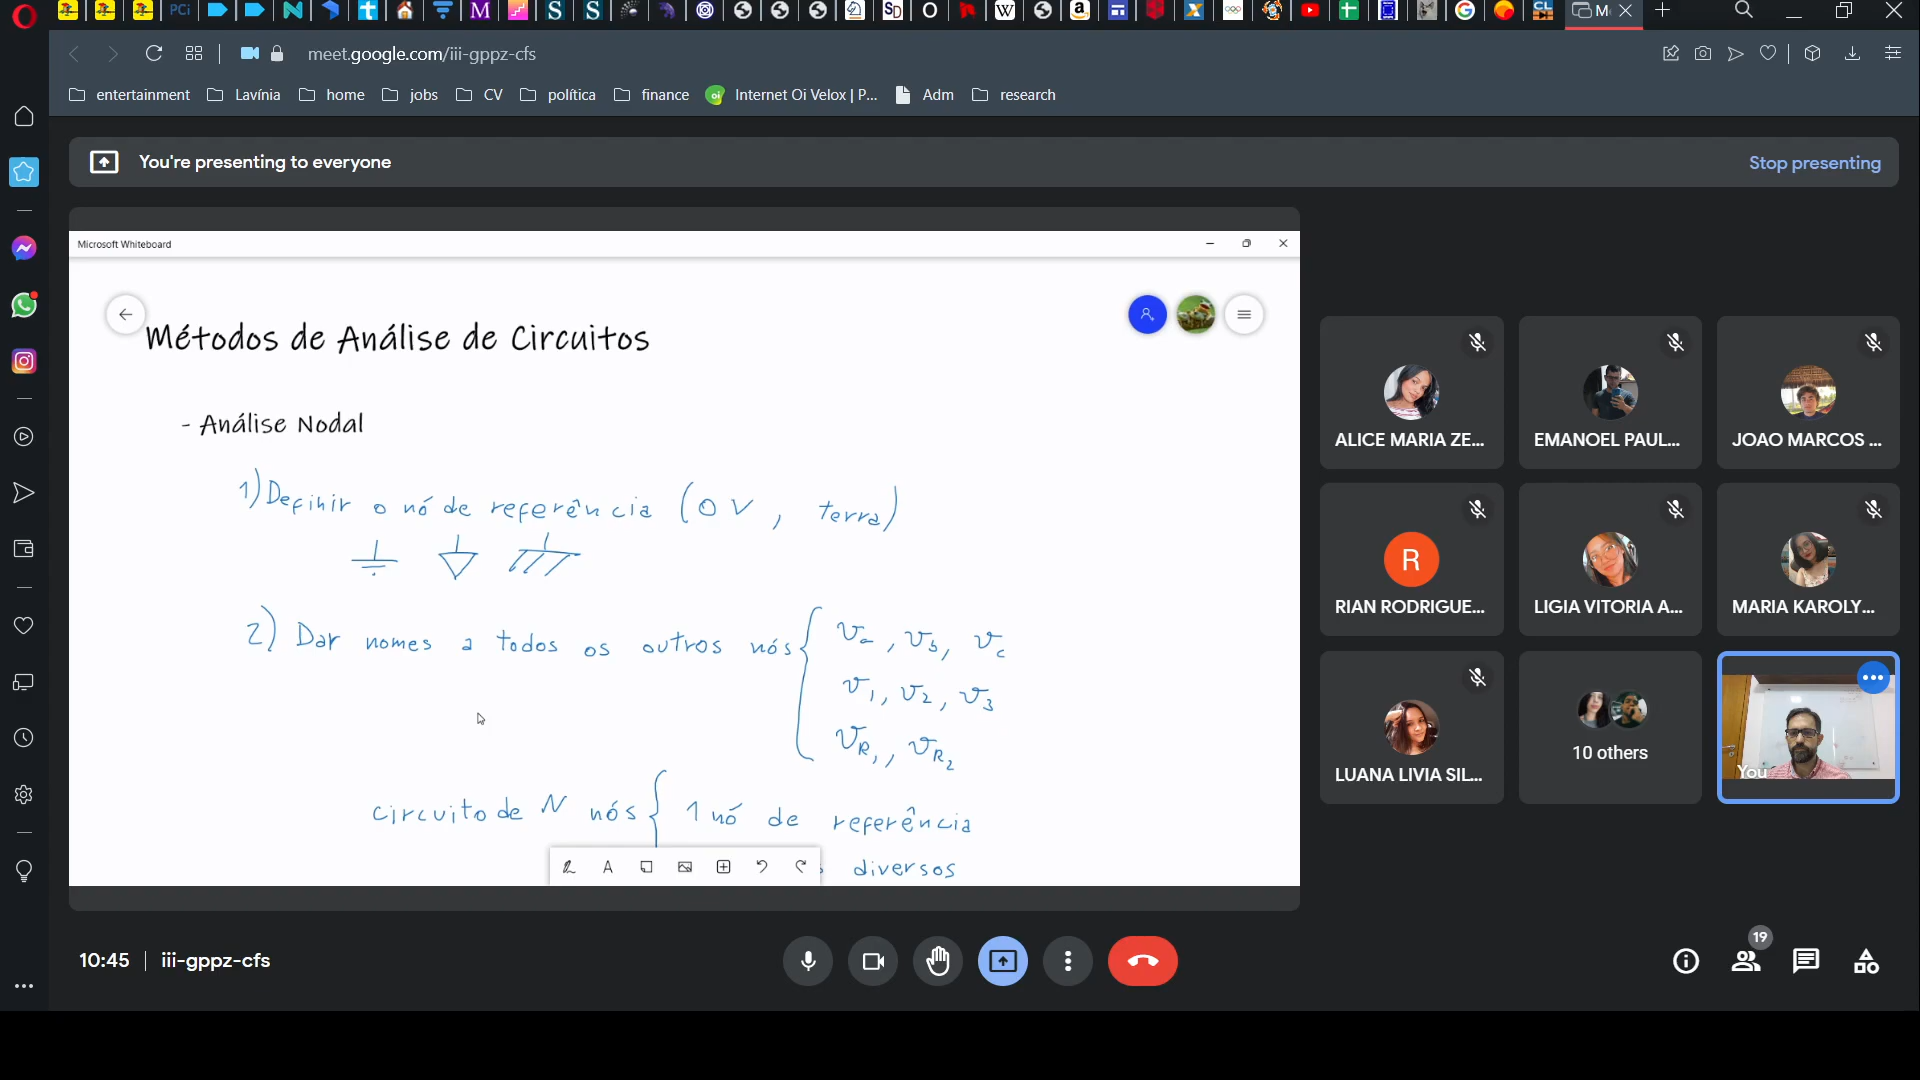 PCi
M
meet.google.com/iii-gppz-cfs
entertainment Lavínia home jobs CV política finance Internet Oi Velox | P... Adm research
You're presenting to everyone
Stop presenting
Microsoft Whiteboard
Métodos de Análise de Circuitos
- Análise Nodal
1) Definir o nó de referência (0 V, terra)
2) Dar nomes a todos os outros nós { va, vb, vc
v1, v2, v3
vR1, vR2
circuito de N nós { 1 nó de referência
diversos
ALICE MARIA ZE...
EMANOEL PAUL...
JOAO MARCOS ...
R
RIAN RODRIGUE...
LIGIA VITORIA A...
MARIA KAROLY...
LUANA LIVIA SIL...
10 others
You
10:45 | iii-gppz-cfs
19